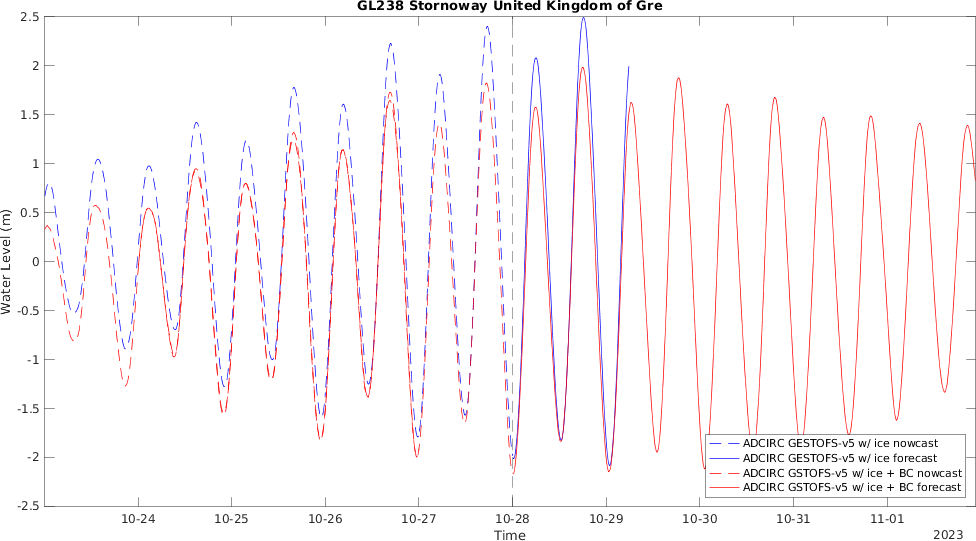 GL238 Stornoway United Kingdom of Gre
2.5
2
1.5
1
0.5
0
-0.5
-1
-1.5
-2
-2.5
Water Level (m)
10-24 10-25 10-26 10-27 10-28 10-29 10-30 10-31 11-01
Time
2023
ADCIRC GESTOFS-v5 w/ ice nowcast
ADCIRC GESTOFS-v5 w/ ice forecast
ADCIRC GSTOFS-v5 w/ ice + BC nowcast
ADCIRC GSTOFS-v5 w/ ice + BC forecast